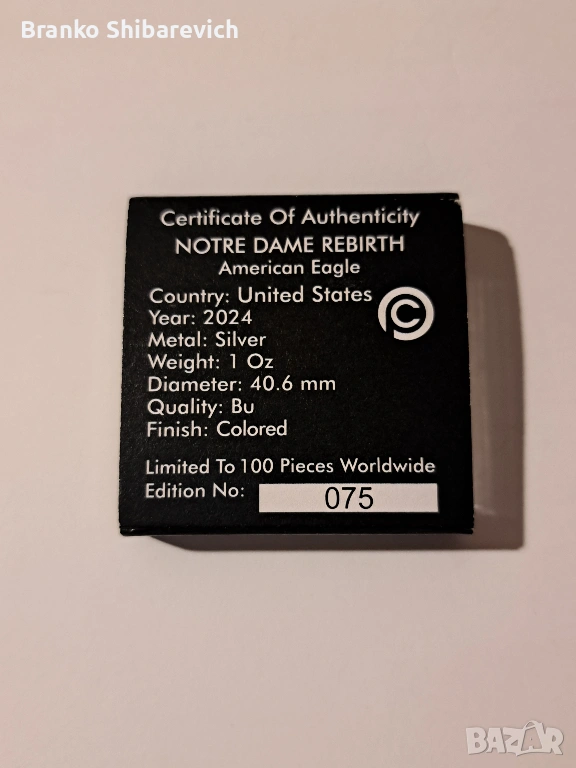 Branko Shibarevich
Certificate Of Authenticity
NOTRE DAME REBIRTH
American Eagle
Country: United States
Year: 2024
Metal: Silver
Weight: 1 Oz
Diameter: 40.6 mm
Quality: Bu
Finish: Colored
Limited To 100 Pieces Worldwide
Edition No: 075
BAZAR